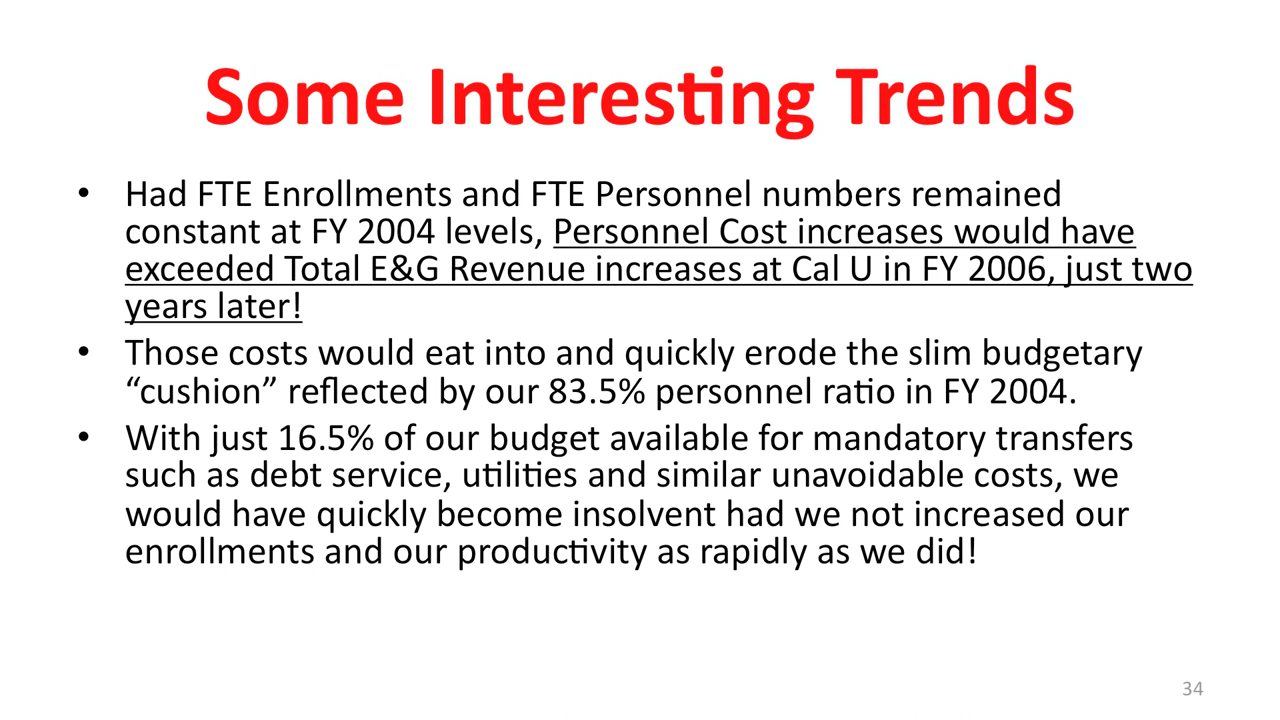 Some Interesting Trends
• Had FTE Enrollments and FTE Personnel numbers remained
constant at FY 2004 levels, Personnel Cost increases would have
exceeded Total E&G Revenue increases at Cal U in FY 2006, just two
years later!
• Those costs would eat into and quickly erode the slim budgetary
“cushion” reflected by our 83.5% personnel ratio in FY 2004.
• With just 16.5% of our budget available for mandatory transfers
such as debt service, utilities and similar unavoidable costs, we
would have quickly become insolvent had we not increased our
enrollments and our productivity as rapidly as we did!
34